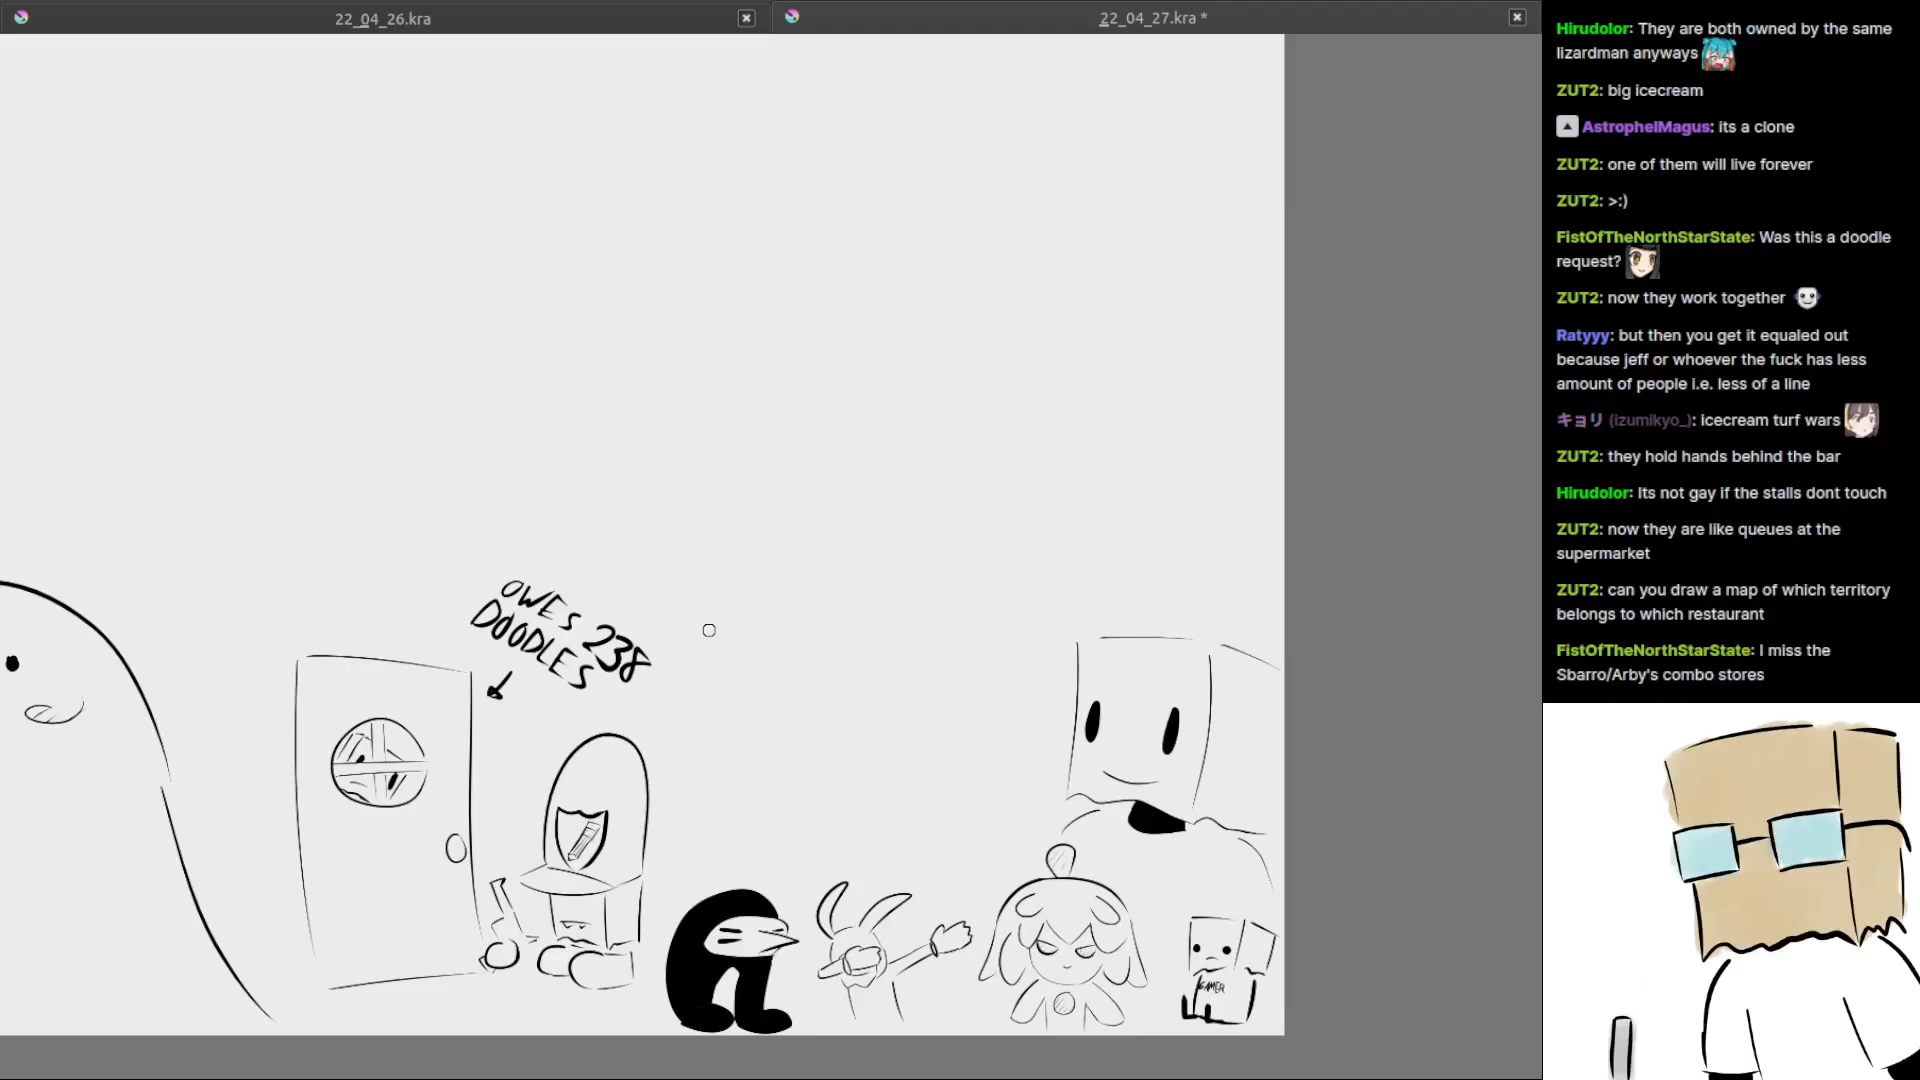 22_04_26.kra
22_04_27.kra *
OWES 238
DOODLES
GAMER
Hirudolor: They are both owned by the same
lizardman anyways
ZUT2: big icecream
AstrophelMagus: its a clone
ZUT2: one of them will live forever
ZUT2: >:)
FistOfTheNorthStarState: Was this a doodle
request?
ZUT2: now they work together
Ratyyy: but then you get it equaled out
because jeff or whoever the fuck has less
amount of people i.e. less of a line
キョリ (izumikyo_): icecream turf wars
ZUT2: they hold hands behind the bar
Hirudolor: Its not gay if the stalls dont touch
ZUT2: now they are like queues at the
supermarket
ZUT2: can you draw a map of which territory
belongs to which restaurant
FistOfTheNorthStarState: I miss the
Sbarro/Arby's combo stores